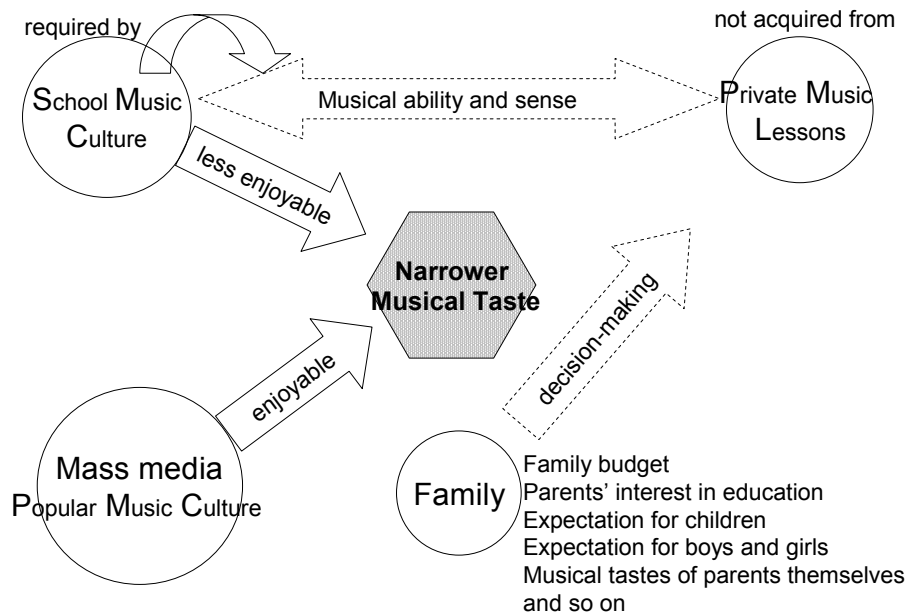 required by
not acquired from
School Music
Culture
Musical ability and sense
Private Music
Lessons
less enjoyable
Narrower
Musical Taste
decision-making
enjoyable
Mass media
Popular Music Culture
Family
Family budget
Parents’ interest in education
Expectation for children
Expectation for boys and girls
Musical tastes of parents themselves
and so on